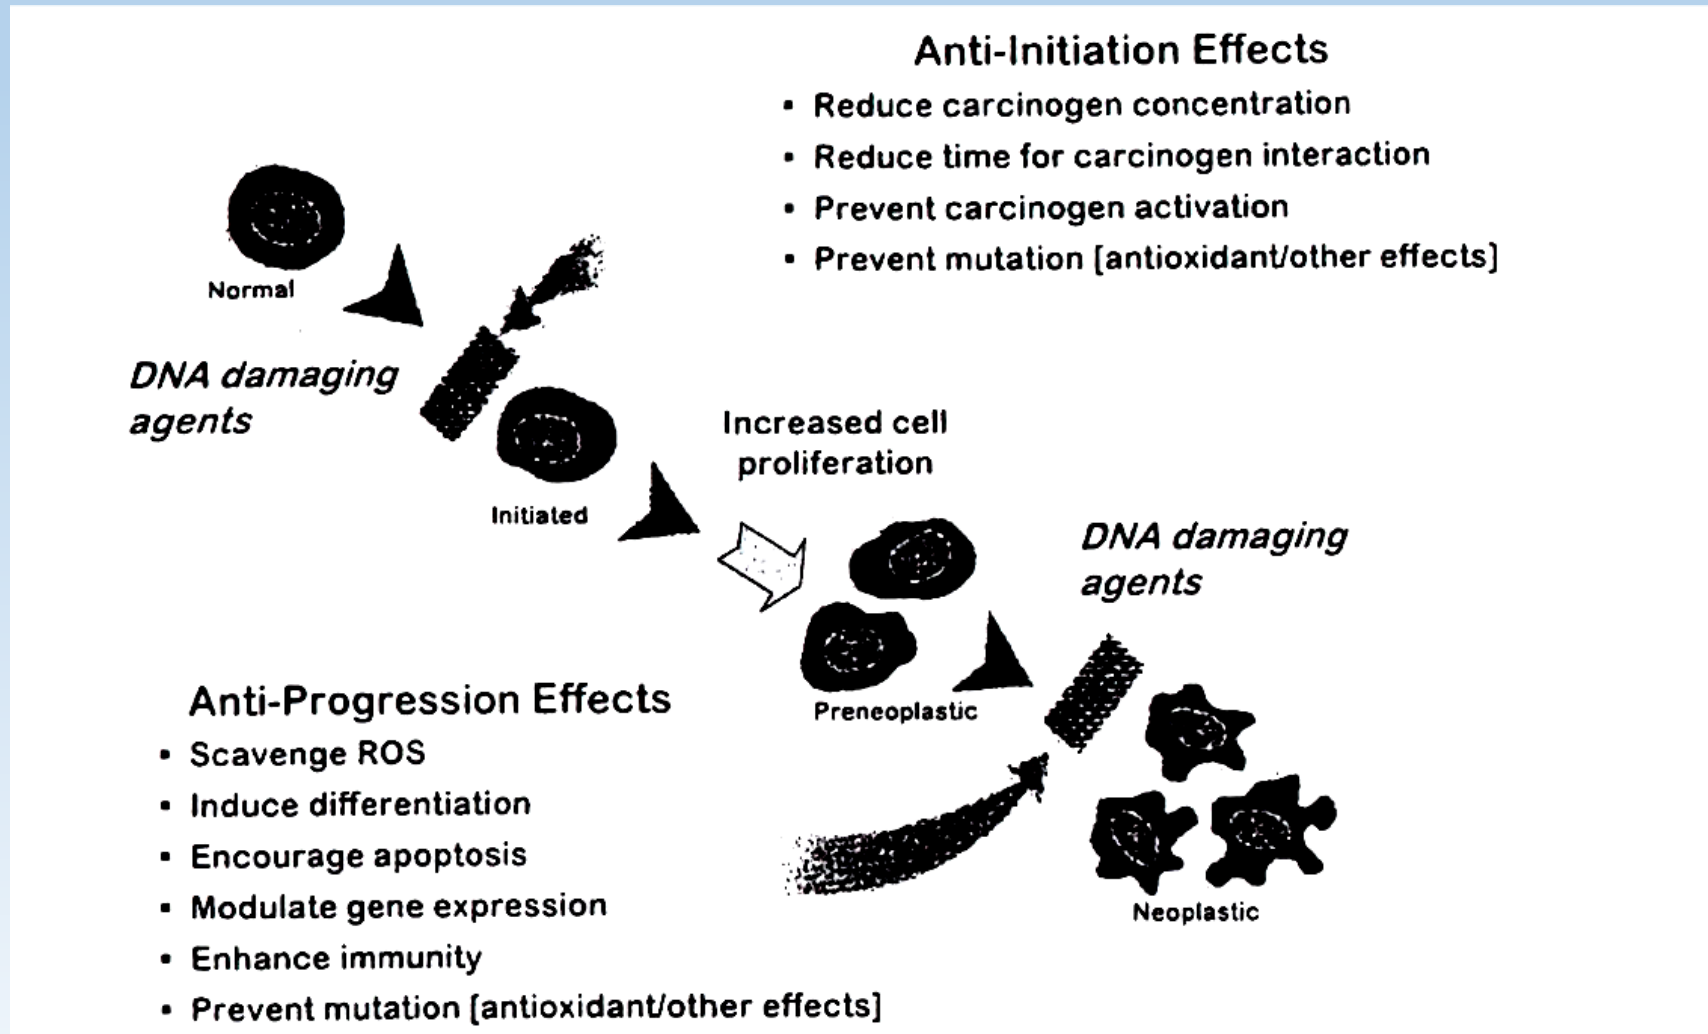 Anti-Initiation Effects
▪ Reduce carcinogen concentration
▪ Reduce time for carcinogen interaction
▪ Prevent carcinogen activation
▪ Prevent mutation [antioxidant/other effects]
Normal
DNA damaging
agents
Initiated
Increased cell
proliferation
Preneoplastic
DNA damaging
agents
Neoplastic
Anti-Progression Effects
▪ Scavenge ROS
▪ Induce differentiation
▪ Encourage apoptosis
▪ Modulate gene expression
▪ Enhance immunity
▪ Prevent mutation [antioxidant/other effects]